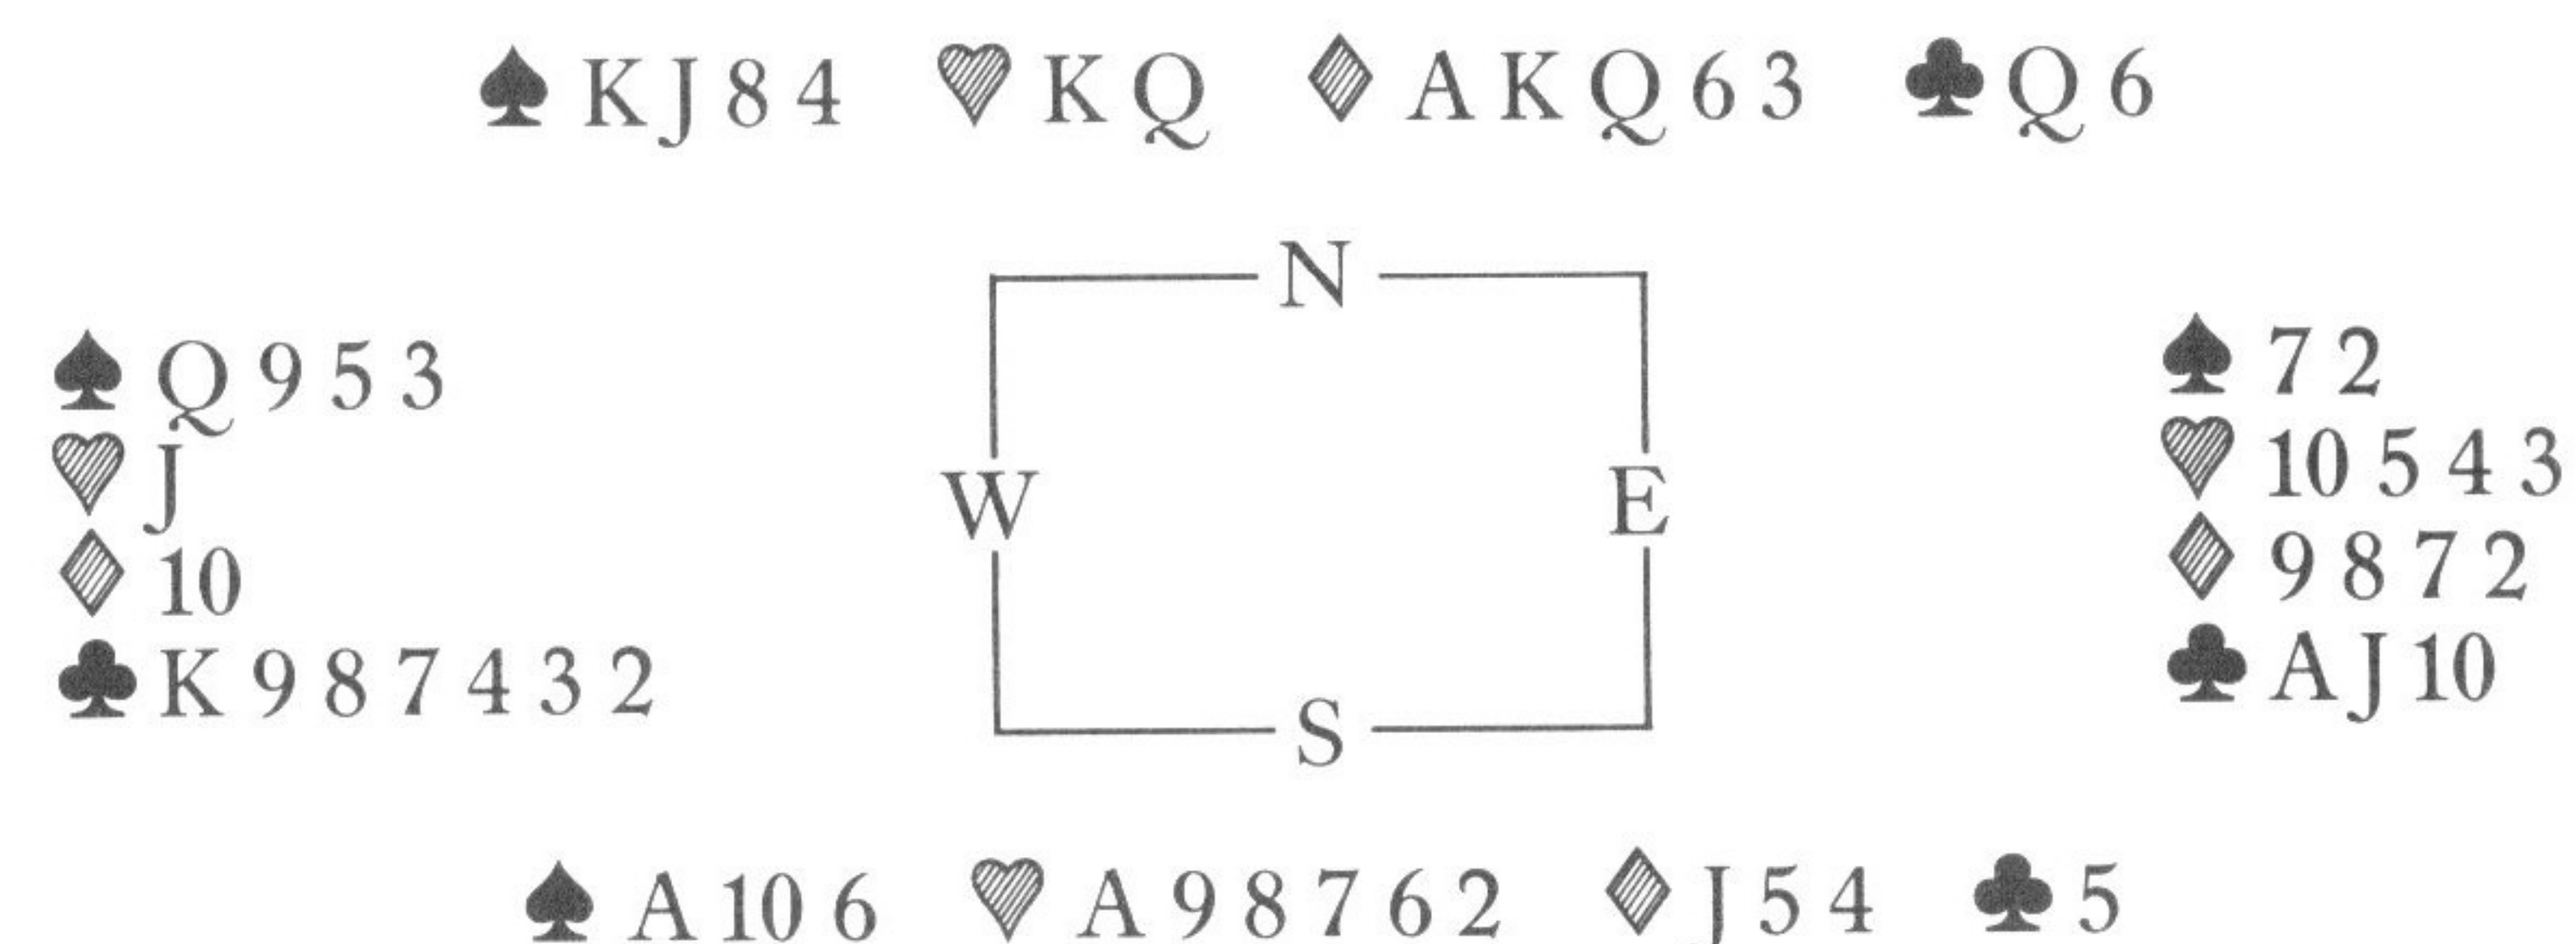 ♠ K J 8 4 ♥ K Q ♦ A K Q 6 3 ♣ Q 6
N
♠ Q 9 5 3
♥ J
♦ 10
♣ K 9 8 7 4 3 2
W
E
♠ 7 2
♥ 10 5 4 3
♦ 9 8 7 2
♣ A J 10
S
♠ A 10 6 ♥ A 9 8 7 6 2 ♦ J 5 4 ♣ 5